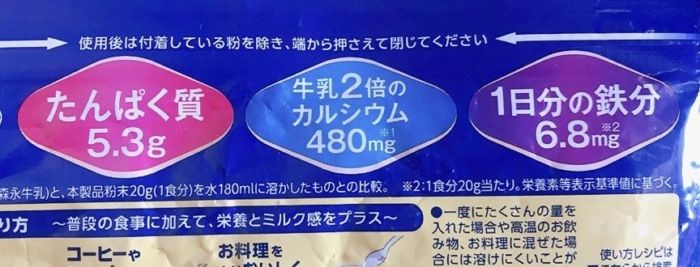 使用後は付着している粉を除き、端から押さえて閉じてください
たんぱく質
5.3g
牛乳2倍の
カルシウム
480mg※1
1日分の鉄分
6.8mg※2
森永牛乳)と、本製品粉末20g(1食分)を水180mlに溶かしたものとの比較。 ※2:1食分20g当たり。栄養素等表示基準値に基づく。
り方 ～普段の食事に加えて、栄養とミルク感をプラス～
コーヒーや
お料理を
●一度にたくさんの量を
入れた場合や高温のお飲
み物、お料理に混ぜた場合
には溶けにくいことが
使い方レシピは